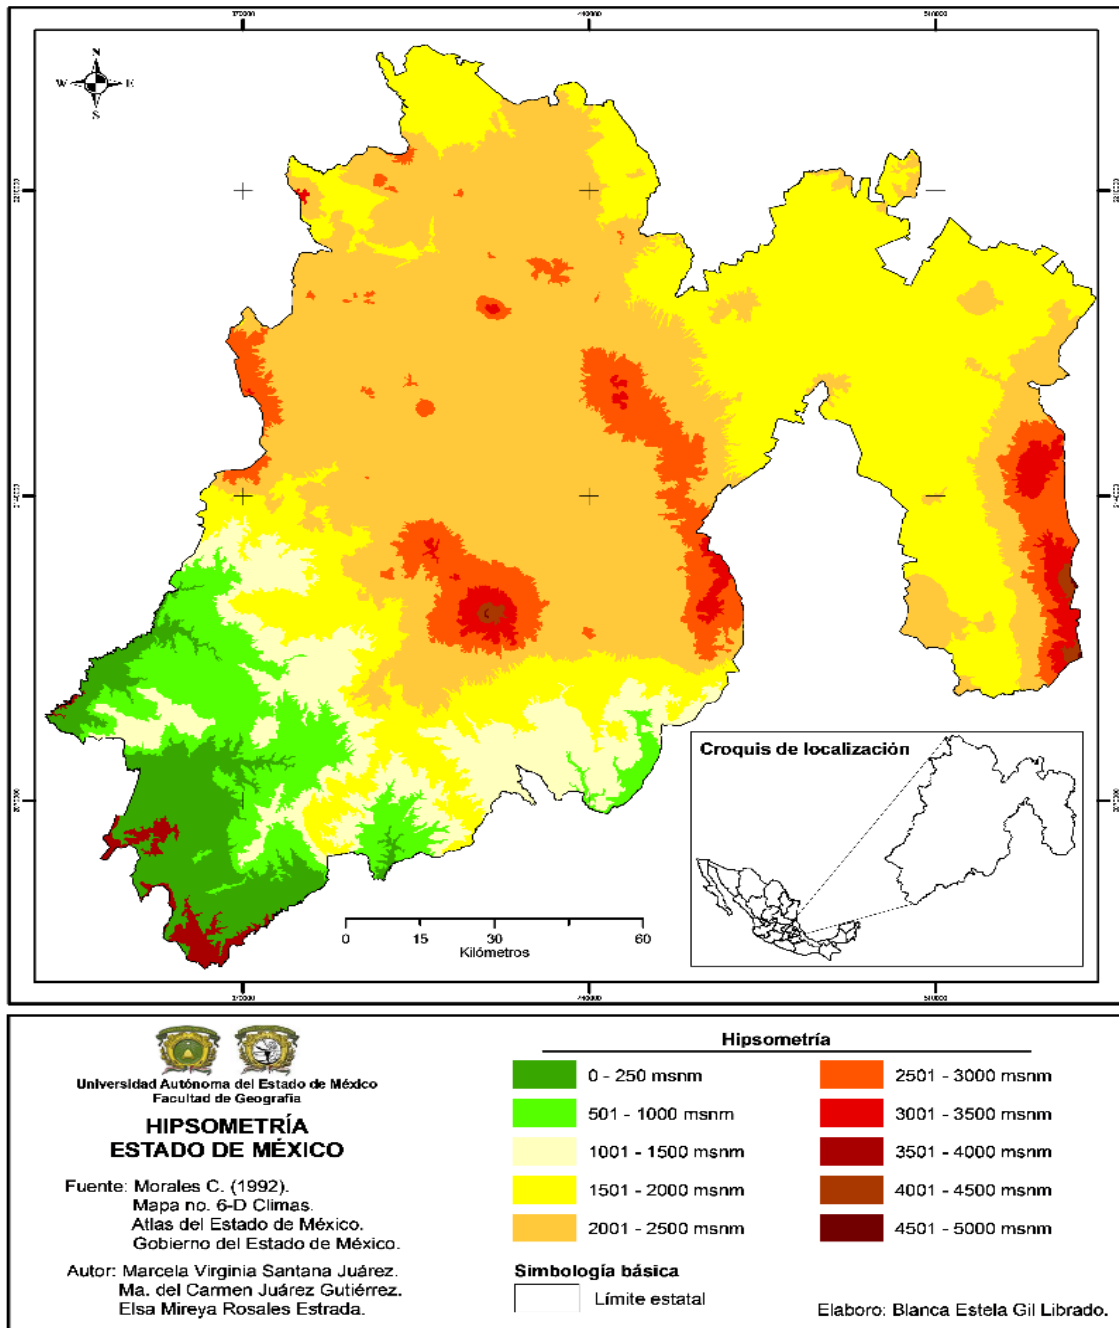 N
W E
S
Croquis de localización
0 15 30 60
Kilómetros
Universidad Autónoma del Estado de México
Facultad de Geografía
HIPSOMETRÍA
ESTADO DE MÉXICO
Fuente: Morales C. (1992).
Mapa no. 6-D Climas.
Atlas del Estado de México.
Gobierno del Estado de México.
Autor: Marcela Virginia Santana Juárez.
Ma. del Carmen Juárez Gutiérrez.
Elsa Mireya Rosales Estrada.
Hipsometría
0 - 250 msnm
501 - 1000 msnm
1001 - 1500 msnm
1501 - 2000 msnm
2001 - 2500 msnm
2501 - 3000 msnm
3001 - 3500 msnm
3501 - 4000 msnm
4001 - 4500 msnm
4501 - 5000 msnm
Simbología básica
Límite estatal
Elaboro: Blanca Estela Gil Librado.